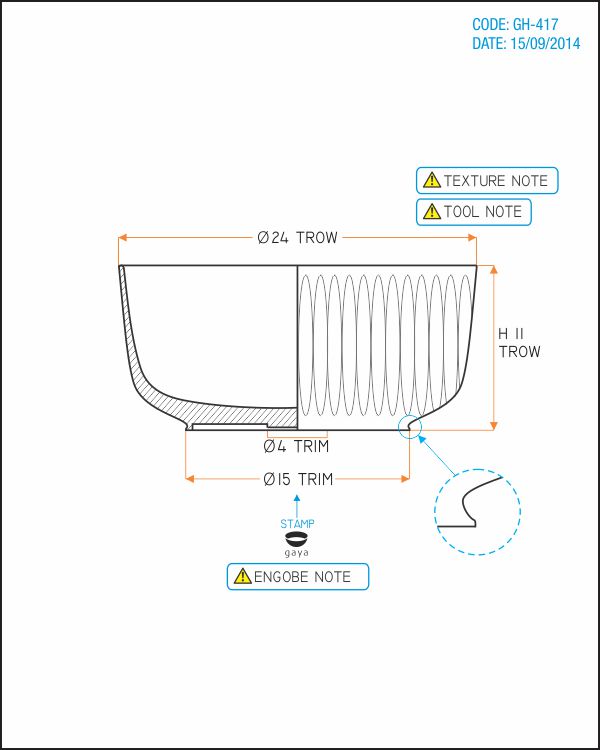 CODE: GH-417
DATE: 15/09/2014
! TEXTURE NOTE
! TOOL NOTE
Ø24 TROW
H 11
TROW
Ø4 TRIM
Ø15 TRIM
STAMP
gaya
! ENGOBE NOTE